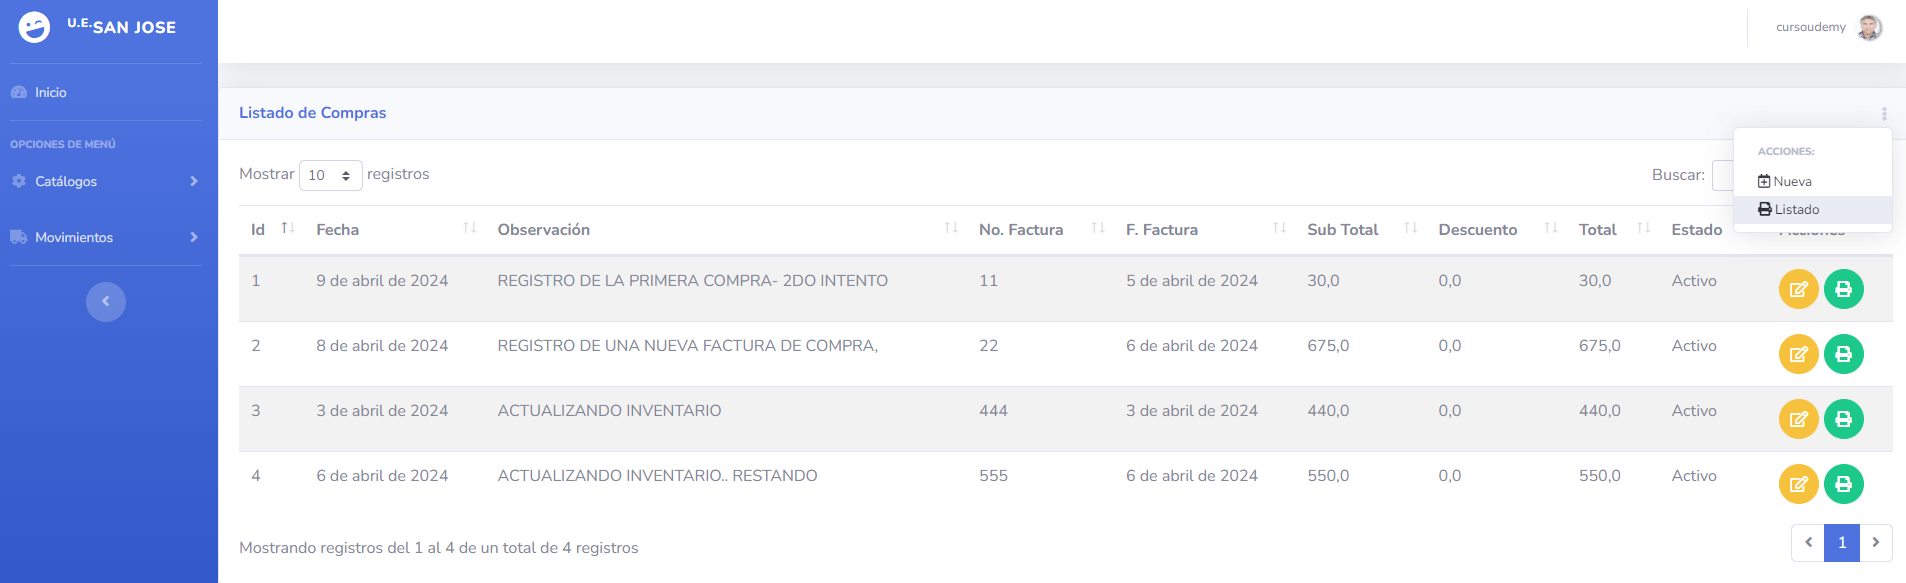 U.E.SAN JOSE
cursoudemy
Inicio
OPCIONES DE MENÚ
Catálogos
Movimientos
Listado de Compras
ACCIONES:
Nueva
Listado
Mostrar 10 registros
Buscar:
Id Fecha Observación No. Factura F. Factura Sub Total Descuento Total Estado Acciones
1 9 de abril de 2024 REGISTRO DE LA PRIMERA COMPRA- 2DO INTENTO 11 5 de abril de 2024 30,0 0,0 30,0 Activo
2 8 de abril de 2024 REGISTRO DE UNA NUEVA FACTURA DE COMPRA, 22 6 de abril de 2024 675,0 0,0 675,0 Activo
3 3 de abril de 2024 ACTUALIZANDO INVENTARIO 444 3 de abril de 2024 440,0 0,0 440,0 Activo
4 6 de abril de 2024 ACTUALIZANDO INVENTARIO.. RESTANDO 555 6 de abril de 2024 550,0 0,0 550,0 Activo
Mostrando registros del 1 al 4 de un total de 4 registros
1